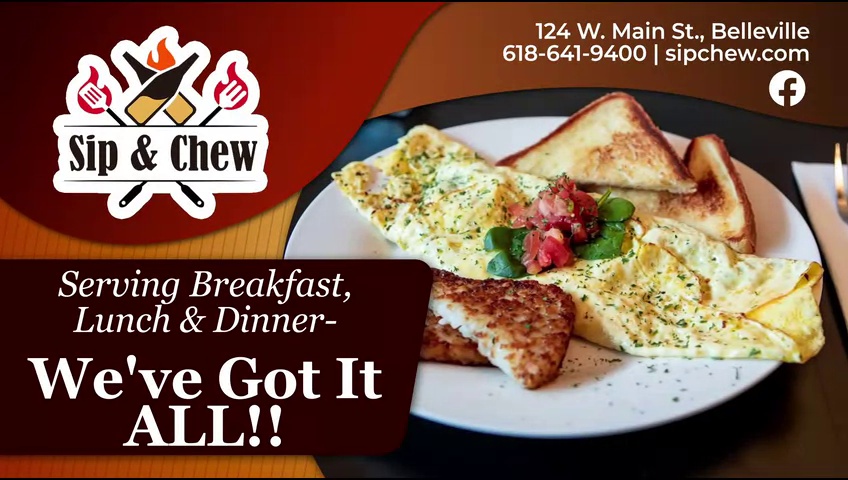 Sip & Chew
124 W. Main St., Belleville
618-641-9400 | sipchew.com
Serving Breakfast,
Lunch & Dinner-
We've Got It
ALL!!